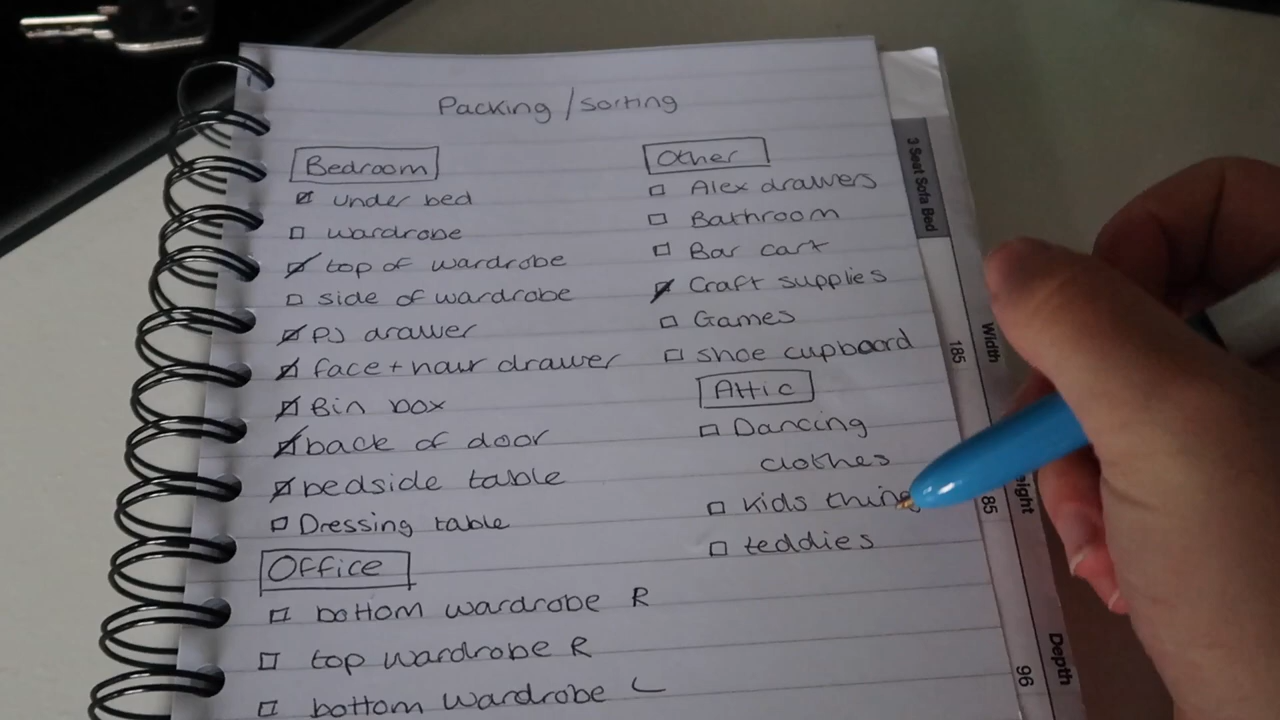 Packing / Sorting
Bedroom
under bed
wardrobe
top of wardrobe
side of wardrobe
PJ drawer
face + hair drawer
Bin box
back of door
bedside table
Dressing table
Office
bottom wardrobe R
top wardrobe R
bottom wardrobe L
Other
Alex drawers
Bathroom
Bar cart
Craft supplies
Games
shoe cupboard
Attic
Dancing
clothes
kids thing
teddies
3 Seat Sofa Bed
Width
185
eight
85
Depth
96